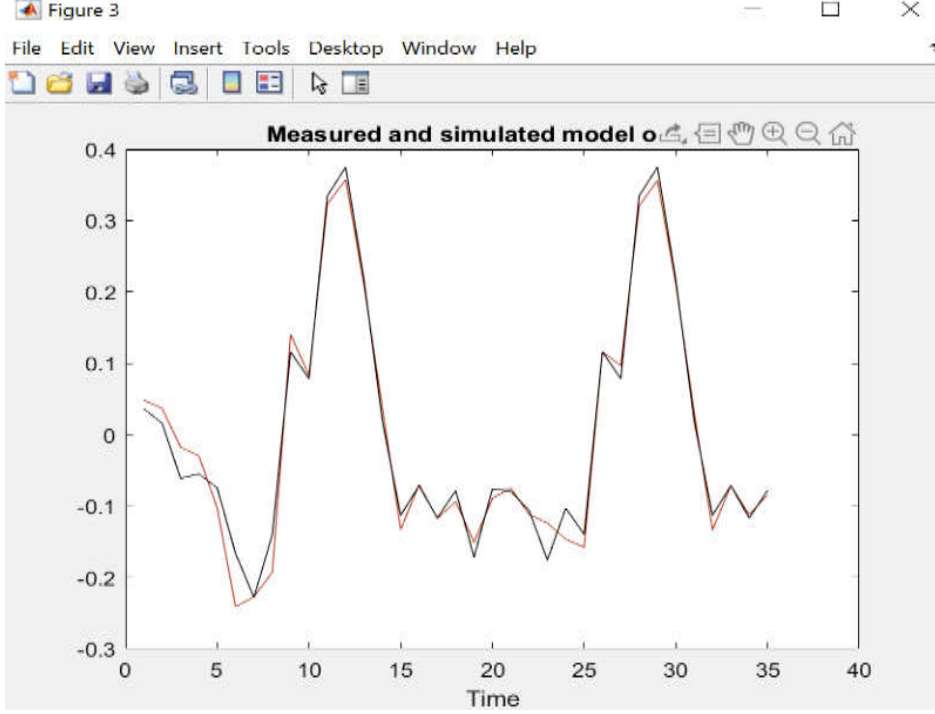 Figure 3
File Edit View Insert Tools Desktop Window Help
Measured and simulated model o
0.4
0.3
0.2
0.1
0
-0.1
-0.2
-0.3
0 5 10 15 20 25 30 35 40
Time